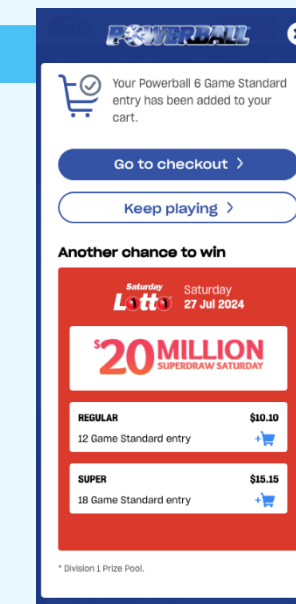 POWERBALL
Your Powerball 6 Game Standard
entry has been added to your
cart.
Go to checkout >
Keep playing >
Another chance to win
Saturday
Lotto
Saturday
27 Jul 2024
$20 MILLION
SUPERDRAW SATURDAY
REGULAR $10.10
12 Game Standard entry
SUPER $15.15
18 Game Standard entry
* Division 1 Prize Pool.